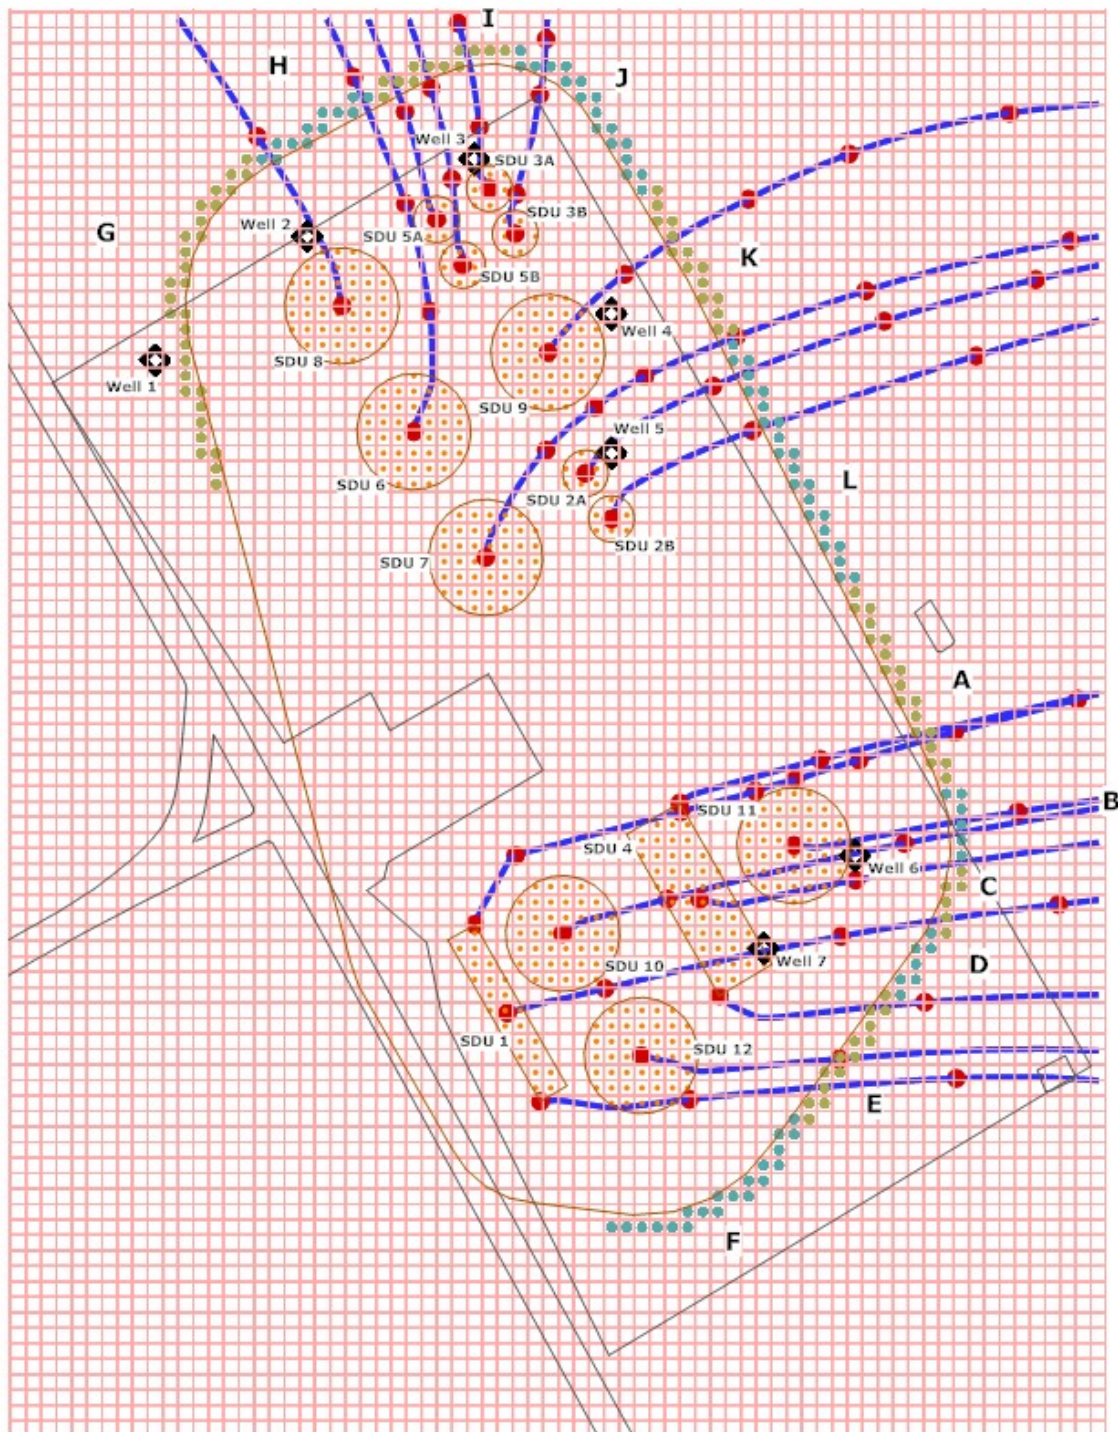 I
H
J
Well 3
SDU 3A
SDU 3B
G
Well 2
SDU 5A
K
SDU 5B
Well 4
SDU 8
Well 1
SDU 9
Well 5
L
SDU 6
SDU 2A
SDU 2B
SDU 7
A
B
SDU 11
SDU 4
Well 6
C
Well 7
SDU 10
D
SDU 1
SDU 12
E
F